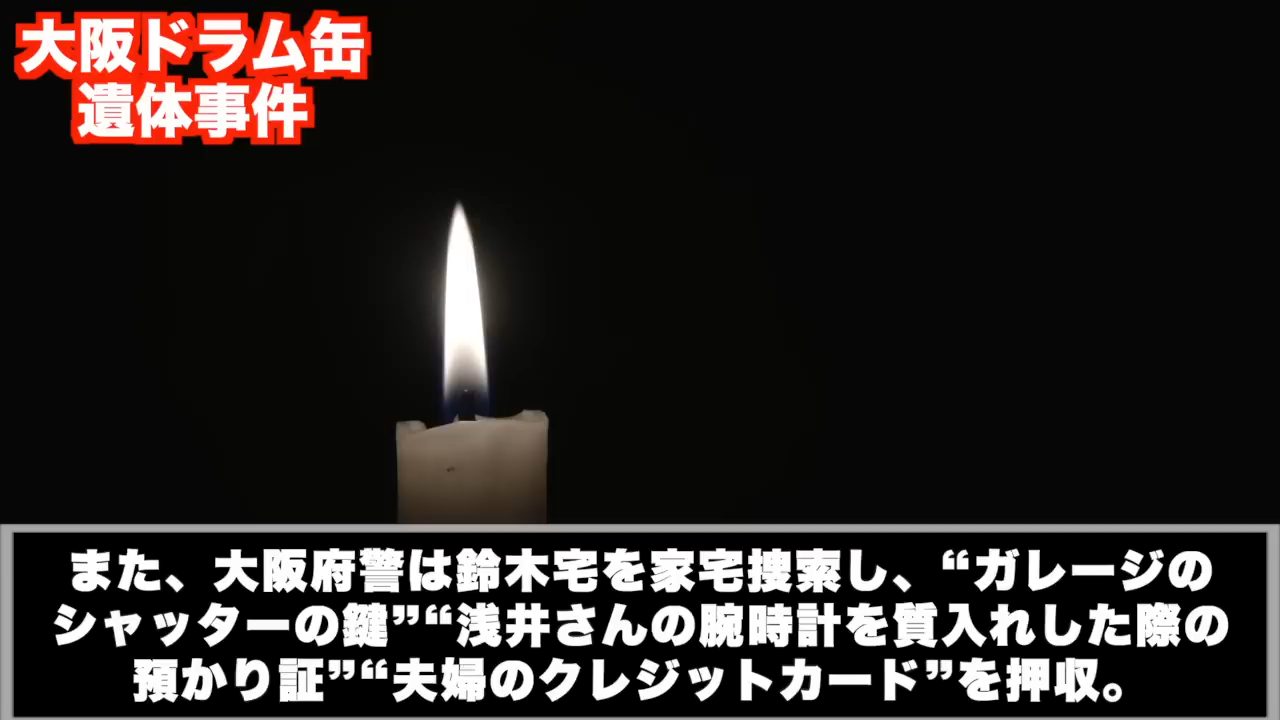 大阪ドラム缶
遺体事件
また、大阪府警は鈴木宅を家宅捜索し、“ガレージの
シャッターの鍵”“浅井さんの腕時計を質入れした際の
預かり証”“夫婦のクレジットカード”を押収。